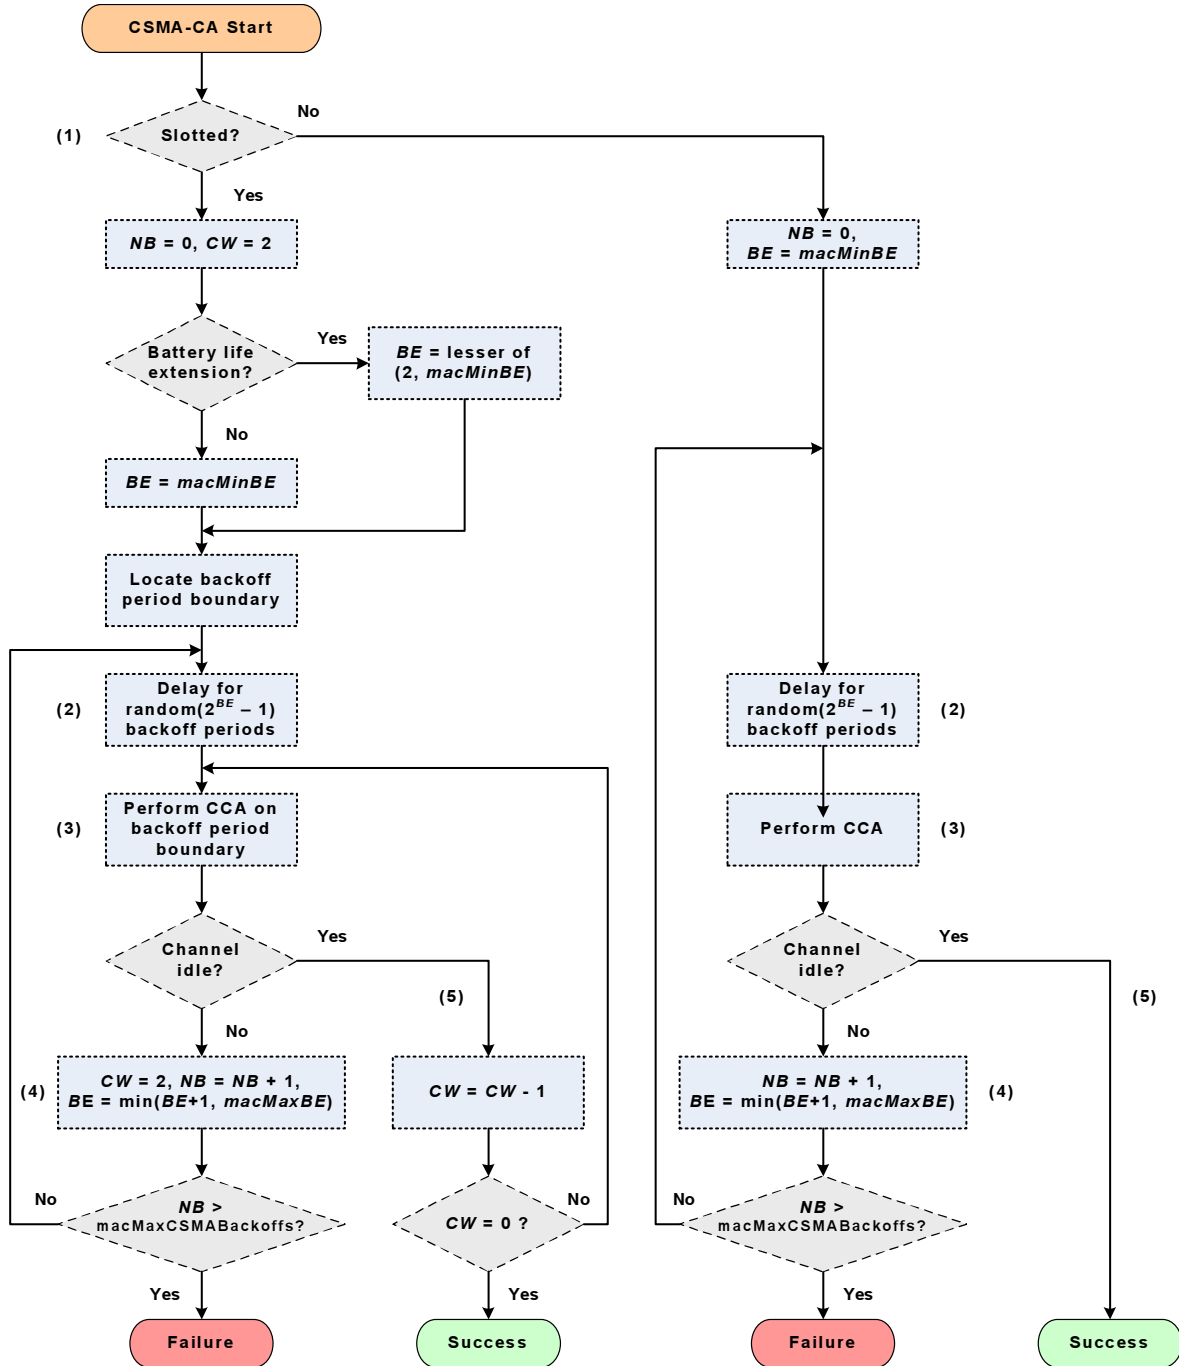 CSMA-CA Start
No
(1)
Slotted?
Yes
NB = 0, CW = 2
NB = 0,
BE = macMinBE
Battery life
extension?
Yes
BE = lesser of
(2, macMinBE)
No
BE = macMinBE
Locate backoff
period boundary
(2)
Delay for
random(2^BE – 1)
backoff periods
Delay for
random(2^BE – 1)
backoff periods
(2)
(3)
Perform CCA on
backoff period
boundary
Perform CCA
(3)
Channel
idle?
Yes
(5)
Channel
idle?
Yes
(5)
No
No
(4)
CW = 2, NB = NB + 1,
BE = min(BE+1, macMaxBE)
CW = CW - 1
NB = NB + 1,
BE = min(BE+1, macMaxBE)
(4)
No
NB >
macMaxCSMABackoffs?
CW = 0 ?
No
No
NB >
macMaxCSMABackoffs?
Yes
Yes
Yes
Failure
Success
Failure
Success